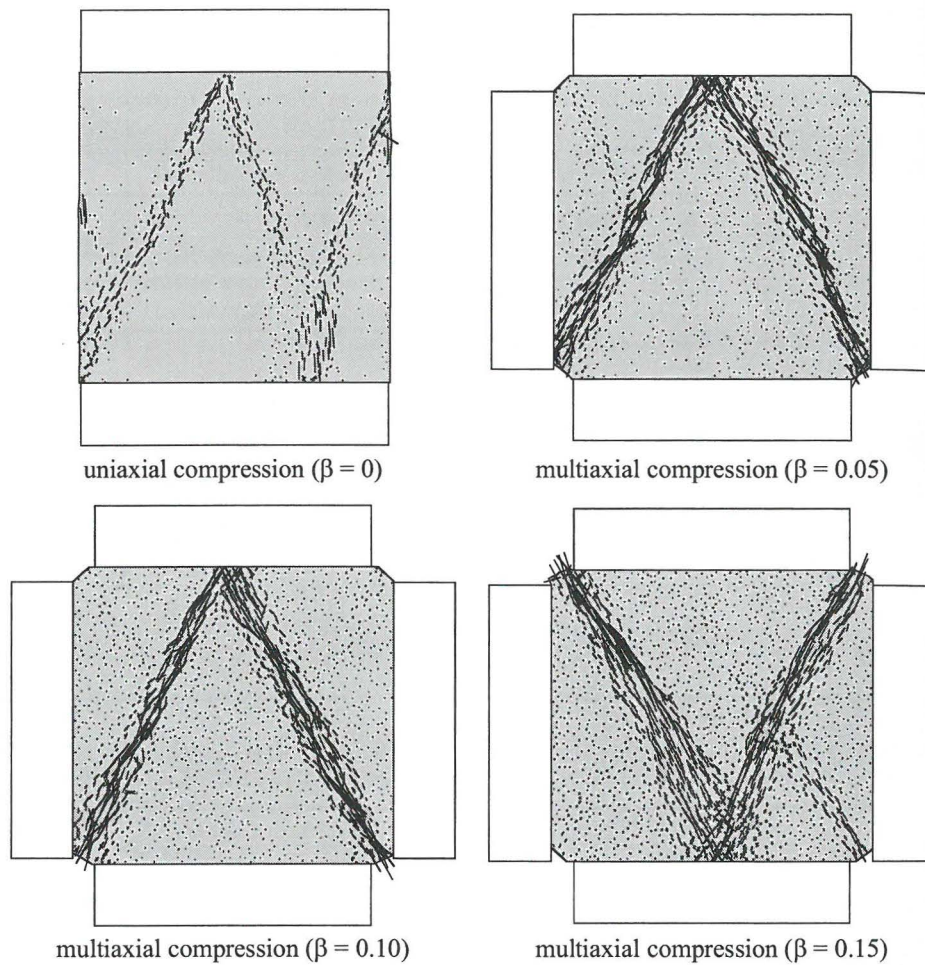 uniaxial compression (β = 0)
multiaxial compression (β = 0.05)
multiaxial compression (β = 0.10)
multiaxial compression (β = 0.15)